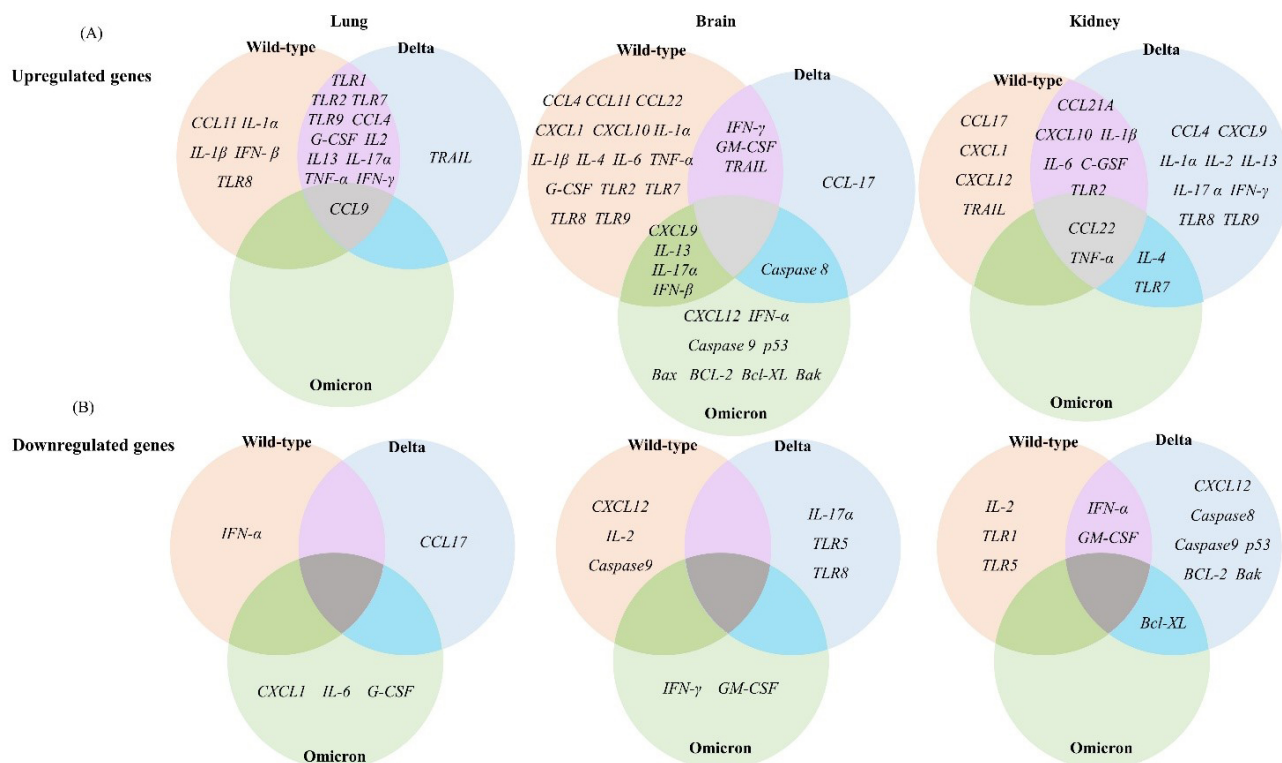 (A)
Upregulated genes
Lung
Wild-type
Delta
CCL11 IL-1α
IL-1β IFN- β
TLR8
TLR1
TLR2 TLR7
TLR9 CCL4
G-CSF IL2
IL13 IL-17α
TNF-α IFN-γ
TRAIL
CCL9
Omicron
Brain
Wild-type
Delta
CCL4 CCL11 CCL22
CXCL1 CXCL10 IL-1α
IL-1β IL-4 IL-6 TNF-α
G-CSF TLR2 TLR7
TLR8 TLR9
IFN-γ
GM-CSF
TRAIL
CCL-17
CXCL9
IL-13
IL-17α
IFN-β
Caspase 8
CXCL12 IFN-α
Caspase 9 p53
Bax BCL-2 Bcl-XL Bak
Omicron
Kidney
Wild-type
Delta
CCL17
CXCL1
CXCL12
TRAIL
CCL21A
CXCL10 IL-1β
IL-6 C-GSF
TLR2
CCL4 CXCL9
IL-1α IL-2 IL-13
IL-17 α IFN-γ
TLR8 TLR9
CCL22
TNF-α
IL-4
TLR7
Omicron
(B)
Downregulated genes
Wild-type
Delta
IFN-α
CCL17
CXCL1 IL-6 G-CSF
Omicron
Wild-type
Delta
CXCL12
IL-2
Caspase9
IL-17α
TLR5
TLR8
IFN-γ GM-CSF
Omicron
Wild-type
Delta
IL-2
TLR1
TLR5
IFN-α
GM-CSF
CXCL12
Caspase8
Caspase9 p53
BCL-2 Bak
Bcl-XL
Omicron